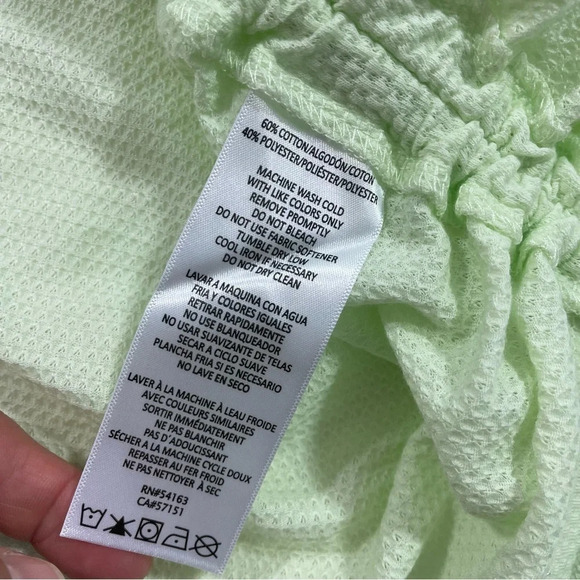 60% COTTON/ALGODÓN/COTON
40% POLYESTER/POLIÉSTER/POLYESTER
MACHINE WASH COLD
WITH LIKE COLORS ONLY
REMOVE PROMPTLY
DO NOT BLEACH
DO NOT USE FABRIC SOFTENER
TUMBLE DRY LOW
COOL IRON IF NECESSARY
DO NOT DRY CLEAN
LAVAR A MAQUINA CON AGUA
FRIA Y COLORES IGUALES
RETIRAR RAPIDAMENTE
NO USE BLANQUEADOR
NO USAR SUAVIZANTE DE TELAS
SECAR A CICLO SUAVE
PLANCHA FRIA SI ES NECESARIO
NO LAVE EN SECO
LAVER À LA MACHINE À LEAU FROIDE
AVEC COULEURS SIMILAIRES
SORTIR IMMÉDIATEMENT
NE PAS BLANCHIR
PAS D'ADOUCISSANT
SÉCHER À LA MACHINE CYCLE DOUX
REPASSER AU FER FROID
NE PAS NETTOYER À SEC
RN#54163
CA#57151